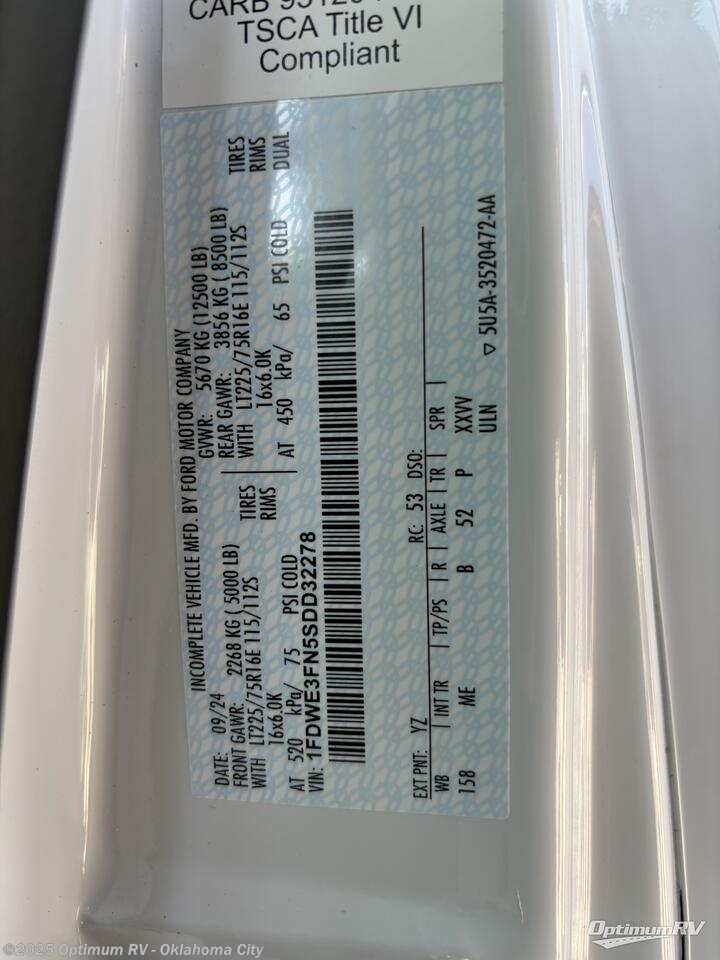 TSCA Title VI
Compliant
INCOMPLETE VEHICLE MFD. BY FORD MOTOR COMPANY
DATE: 09/24 GVWR: 5670 KG (12500 LB)
FRONT GAWR: 2268 KG ( 5000 LB) REAR GAWR: 3856 KG ( 8500 LB)
WITH LT225/75R16E 115/112S TIRES WITH LT225/75R16E 115/112S TIRES
16x6.0K RIMS 16x6.0K RIMS
AT 520 kPa/ 75 PSI COLD AT 450 kPa/ 65 PSI COLD DUAL
VIN: 1FDWE3FN5SDD32278
EXT PNT: YZ RC: 53 DSO:
WB | INT TR | TP/PS | R | AXLE | TR | SPR |
158 ME B 52 P XXVV
ULN ▽ 5U5A-3520472-AA
©2025 Optimum RV - Oklahoma City
OptimumRV